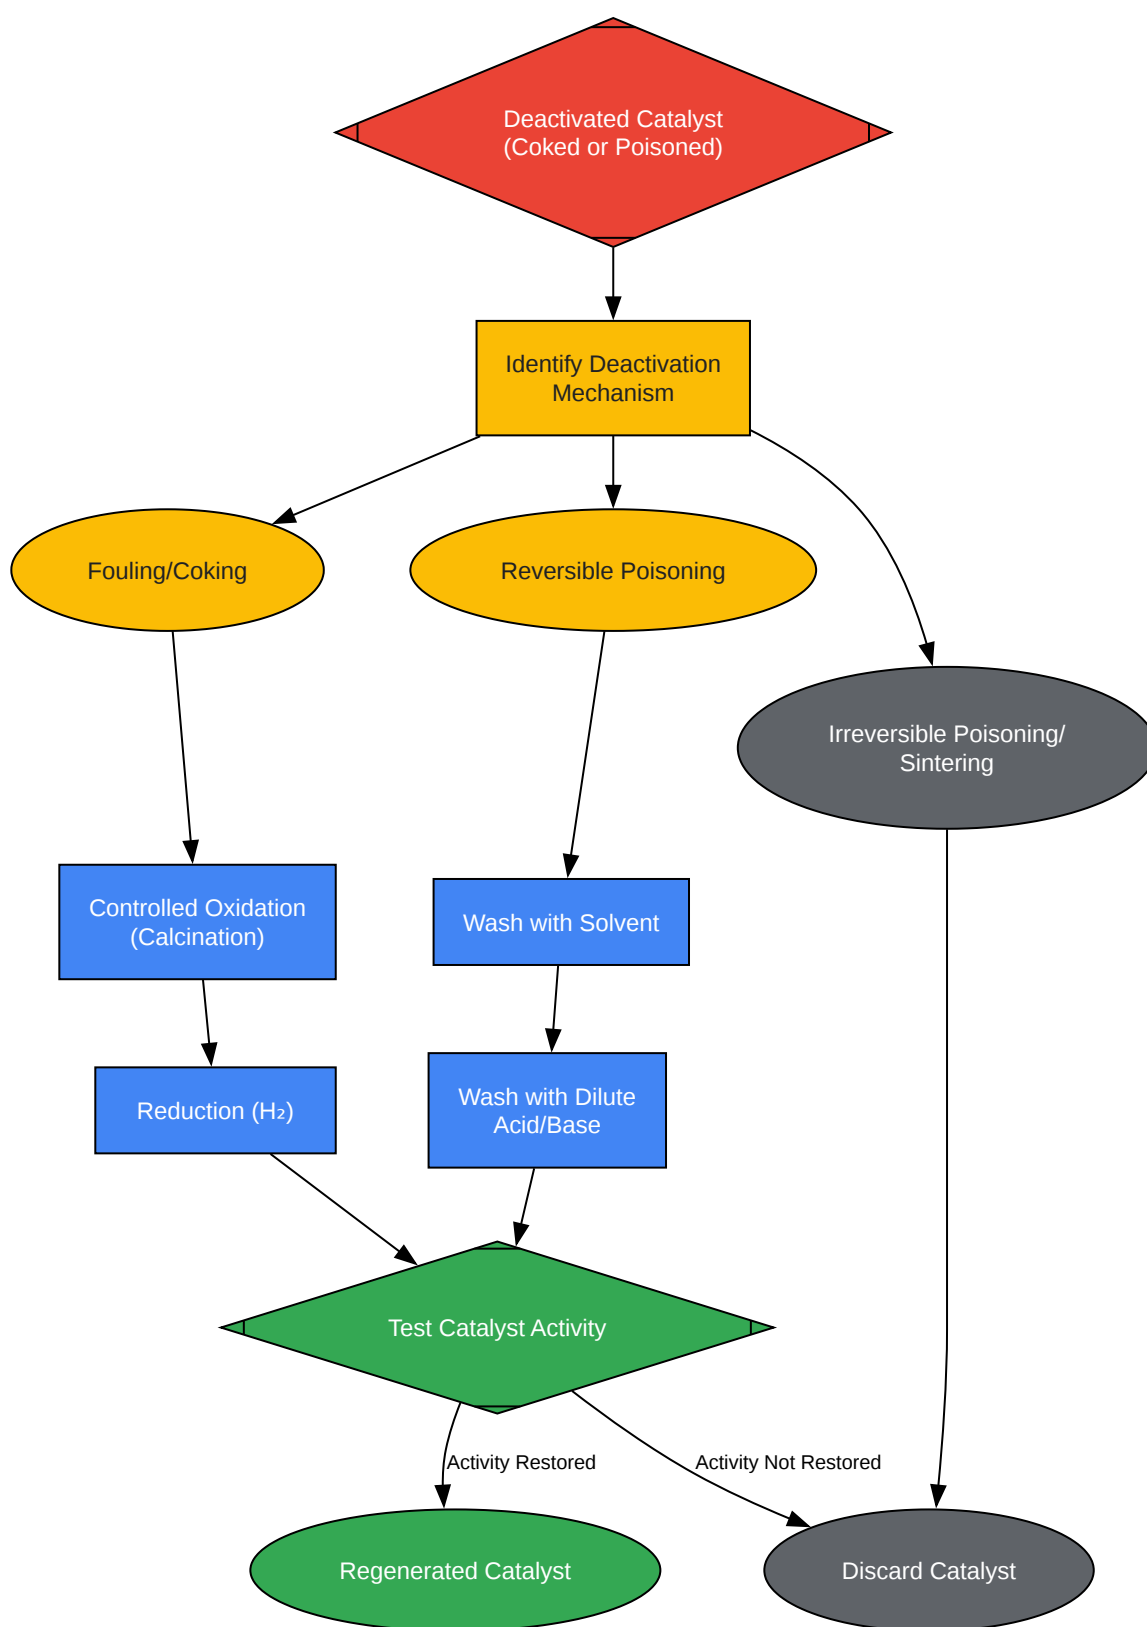 Deactivated Catalyst
(Coked or Poisoned)
Identify Deactivation
Mechanism
Fouling/Coking
Reversible Poisoning
Irreversible Poisoning/
Sintering
Controlled Oxidation
(Calcination)
Wash with Solvent
Reduction (H₂)
Wash with Dilute
Acid/Base
Test Catalyst Activity
Activity Restored
Activity Not Restored
Regenerated Catalyst
Discard Catalyst